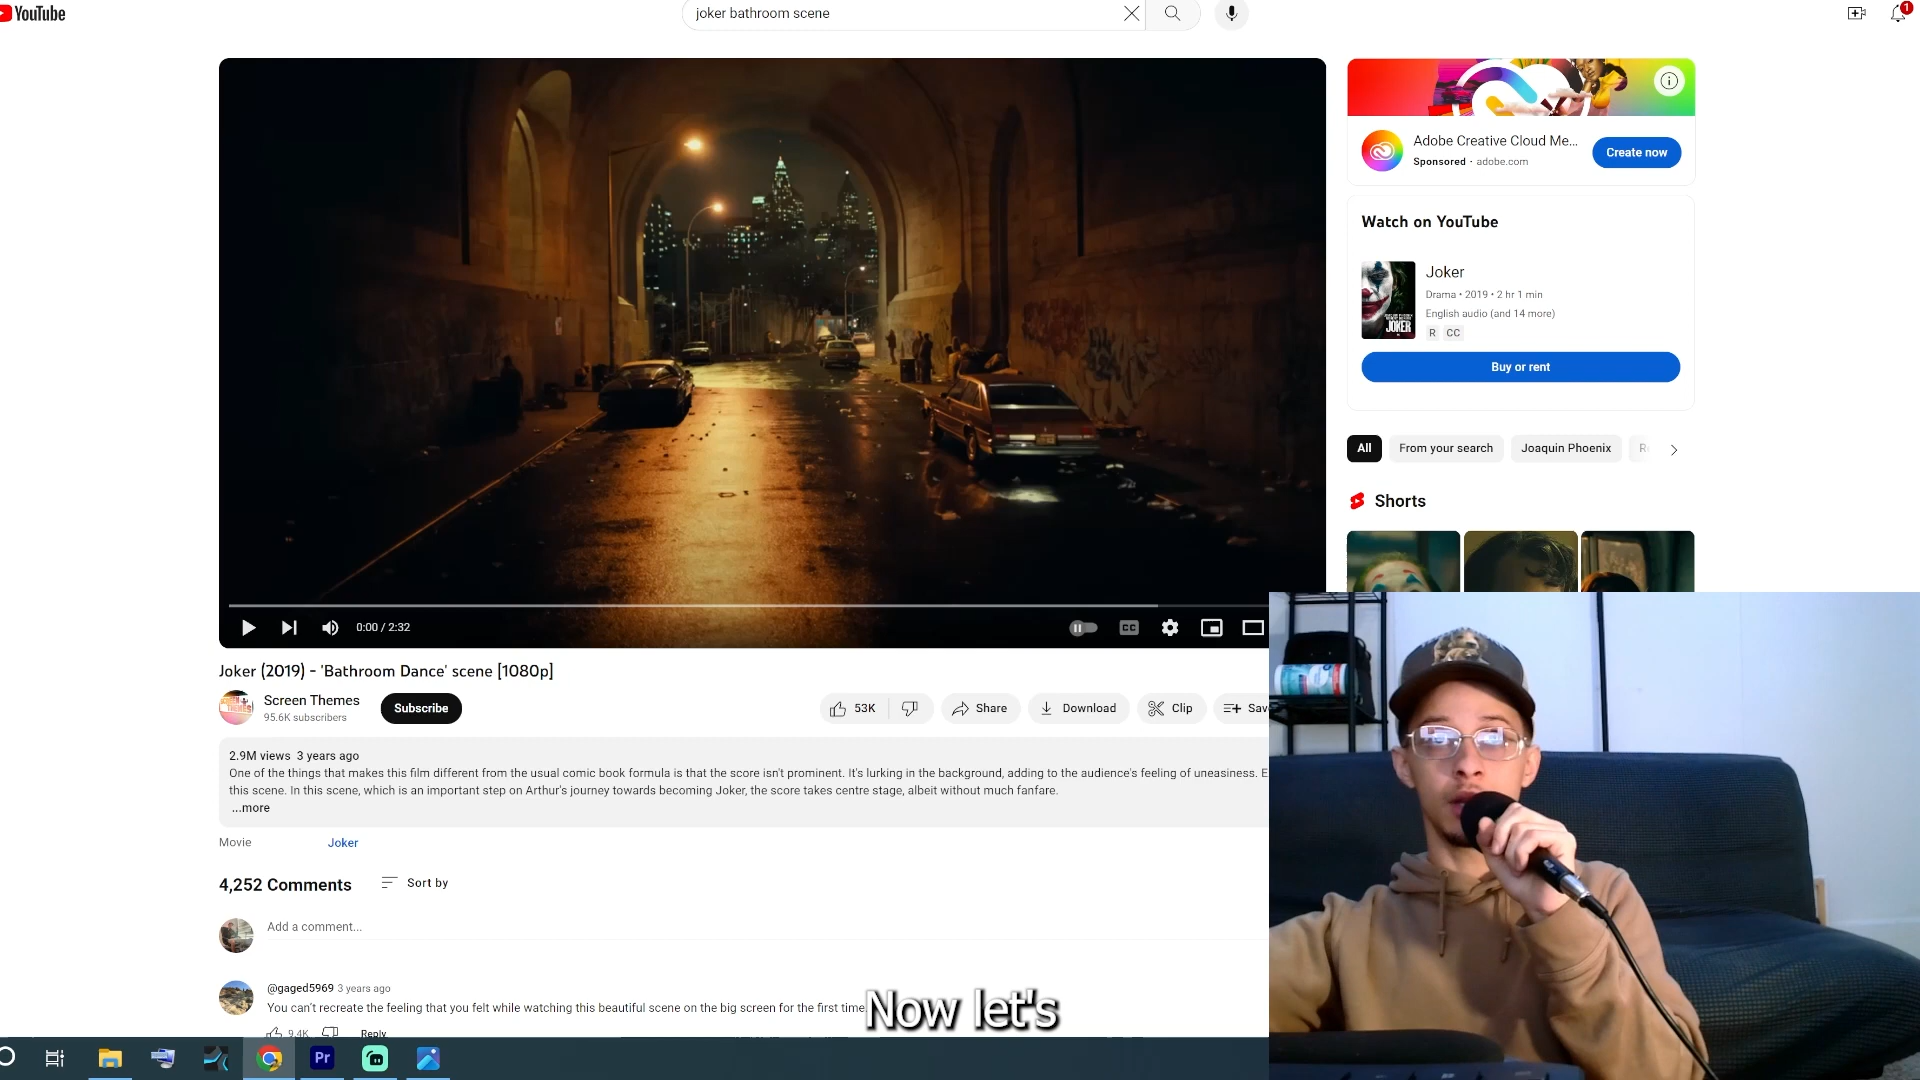 YouTube
joker bathroom scene
1
Adobe Creative Cloud Me...
Sponsored · adobe.com
Create now
Watch on YouTube
Joker
Drama • 2019 • 2 hr 1 min
English audio (and 14 more)
R CC
JOKER
Buy or rent
All
From your search
Joaquin Phoenix
Shorts
0:00 / 2:32
CC
Joker (2019) - 'Bathroom Dance' scene [1080p]
Screen Themes
95.6K subscribers
Subscribe
53K
Share
Download
Clip
Sav
2.9M views 3 years ago
One of the things that makes this film different from the usual comic book formula is that the score isn't prominent. It's lurking in the background, adding to the audience's feeling of uneasiness. E
this scene. In this scene, which is an important step on Arthur's journey towards becoming Joker, the score takes centre stage, albeit without much fanfare.
...more
Movie
Joker
4,252 Comments
Sort by
Add a comment...
@gaged5969 3 years ago
You can't recreate the feeling that you felt while watching this beautiful scene on the big screen for the first time
9.4K
Reply
Now let's
Pr